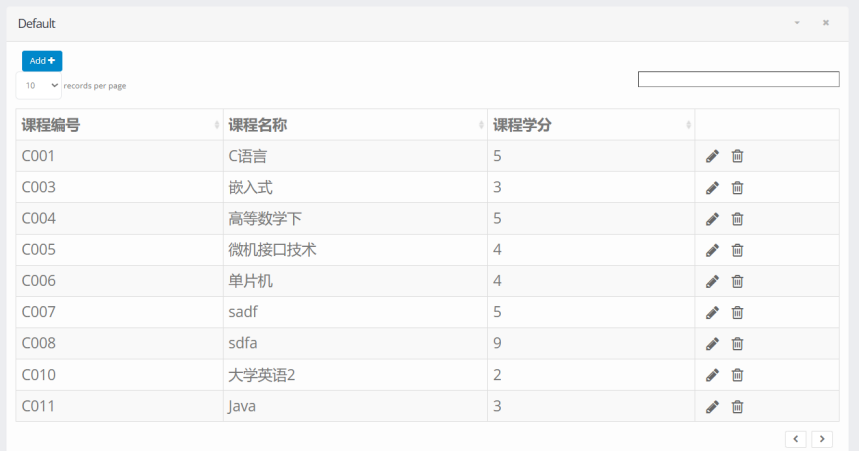 Default
Add +
10 records per page
课程编号 课程名称 课程学分
C001 C语言 5
C003 嵌入式 3
C004 高等数学下 5
C005 微机接口技术 4
C006 单片机 4
C007 sadf 5
C008 sdfa 9
C010 大学英语2 2
C011 Java 3